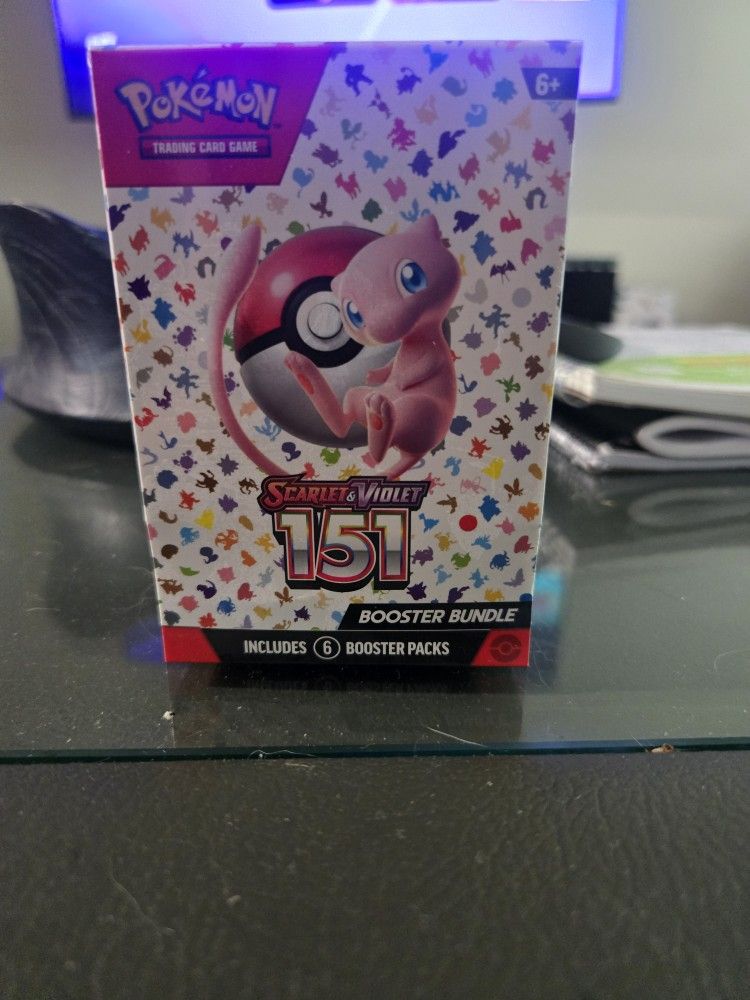 POKéMON
TRADING CARD GAME
6+
SCARLET & VIOLET
151
BOOSTER BUNDLE
INCLUDES 6 BOOSTER PACKS